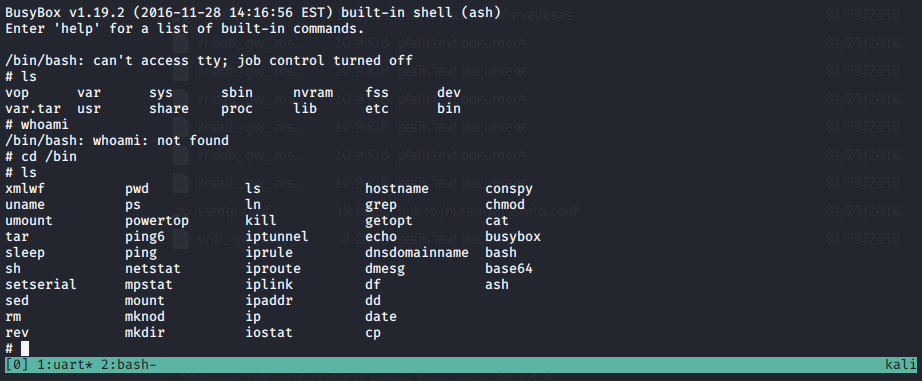 BusyBox v1.19.2 (2016-11-28 14:16:56 EST) built-in shell (ash)
Enter 'help' for a list of built-in commands.
/bin/bash: can't access tty; job control turned off
# ls
vop var sys sbin nvram fss dev
var.tar usr share proc lib etc bin
# whoami
/bin/bash: whoami: not found
# cd /bin
# ls
xmlwf pwd ls hostname conspy
uname ps ln grep chmod
umount powertop kill getopt cat
tar ping6 iptunnel echo busybox
sleep ping iprule dnsdomainname bash
sh netstat iproute dmesg base64
setserial mpstat iplink df ash
sed mount ipaddr dd
rm mknod ip date
rev mkdir iostat cp
#
[0] 1:uart* 2:bash- kali